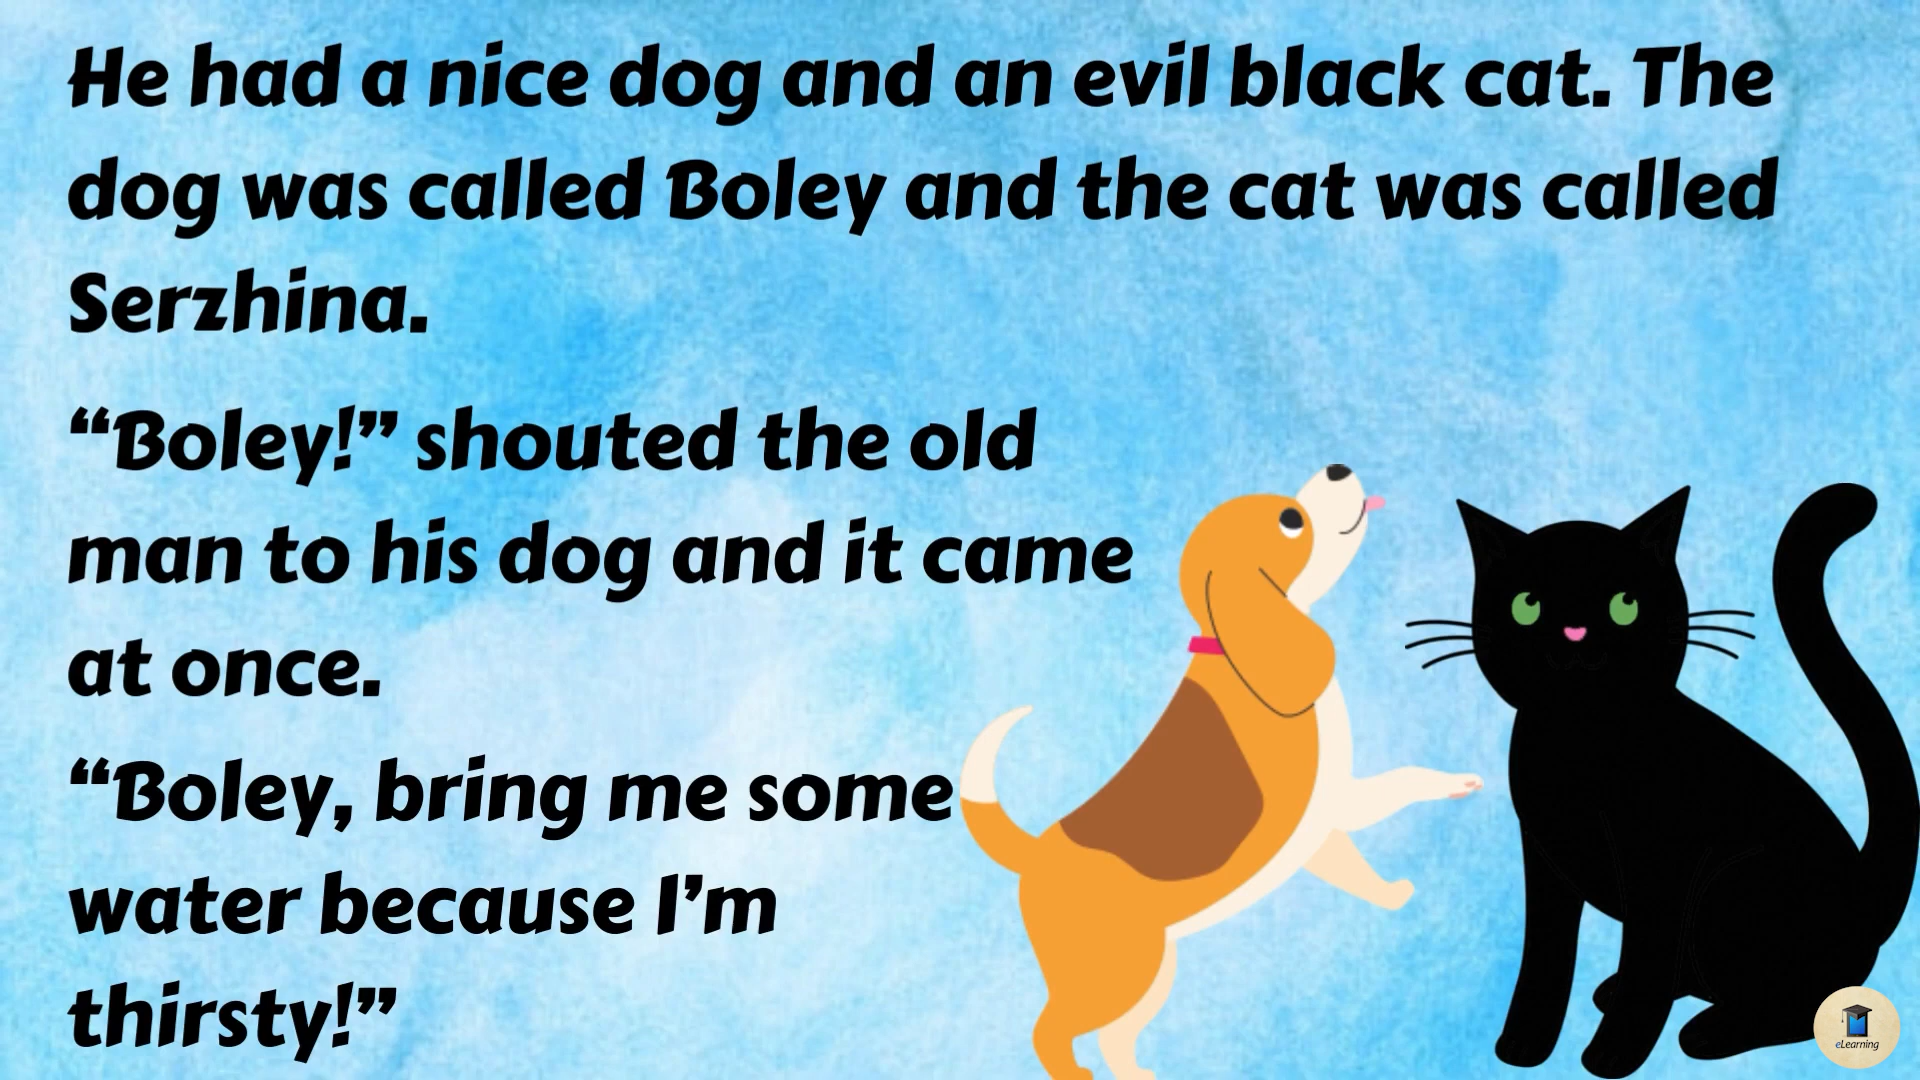 He had a nice dog and an evil black cat. The
dog was called Boley and the cat was called
Serzhina.
“Boley!” shouted the old
man to his dog and it came
at once.
“Boley, bring me some
water because I’m
thirsty!”
eLearning